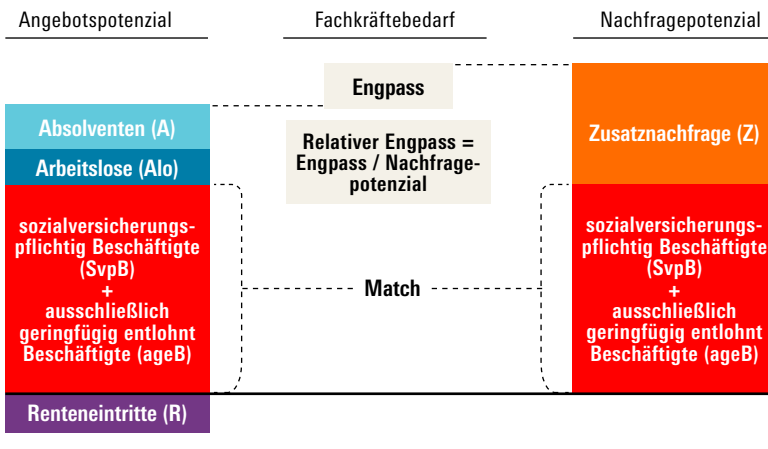 Angebotspotenzial
Fachkräftebedarf
Nachfragepotenzial
Engpass
Absolventen (A)
Arbeitslose (Alo)
Relativer Engpass =
Engpass / Nachfrage-
potenzial
Zusatznachfrage (Z)
sozialversicherungs-
pflichtig Beschäftigte
(SvpB)
+
ausschließlich
geringfügig entlohnt
Beschäftigte (ageB)
Match
sozialversicherungs-
pflichtig Beschäftigte
(SvpB)
+
ausschließlich
geringfügig entlohnt
Beschäftigte (ageB)
Renteneintritte (R)